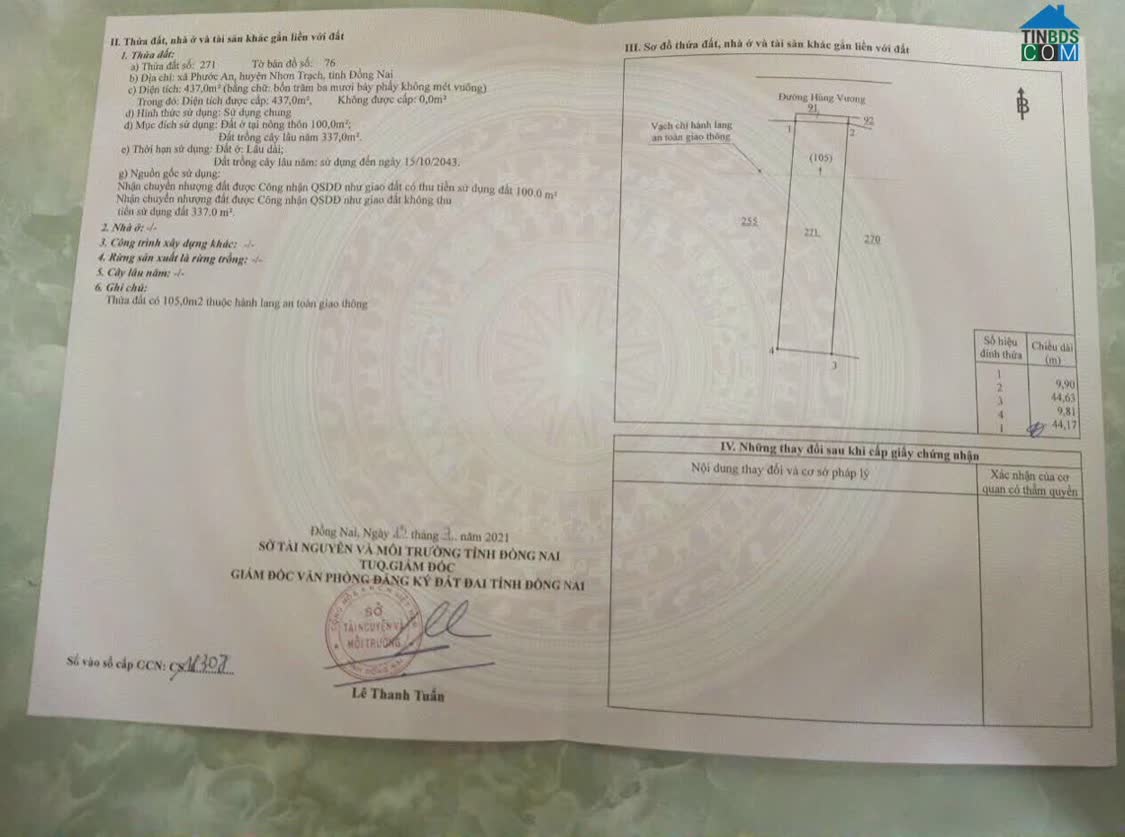 II. Thửa đất, nhà ở và tài sản khác gắn liền với đất
1. Thửa đất:
a) Thửa đất số: 271 Tờ bản đồ số: 76
b) Địa chỉ: xã Phước An, huyện Nhơn Trạch, tỉnh Đồng Nai
c) Diện tích: 437,0m² (bằng chữ: bốn trăm ba mươi bảy phẩy không mét vuông)
Trong đó: Diện tích được cấp: 437,0m², Không được cấp: 0,0m²
d) Hình thức sử dụng: Sử dụng chung
đ) Mục đích sử dụng: Đất ở tại nông thôn 100,0m²;
Đất trồng cây lâu năm 337,0m².
e) Thời hạn sử dụng: Đất ở: Lâu dài;
Đất trồng cây lâu năm: sử dụng đến ngày 15/10/2043.
g) Nguồn gốc sử dụng:
Nhận chuyển nhượng đất được Công nhận QSDĐ như giao đất có thu tiền sử dụng đất 100.0 m²
Nhận chuyển nhượng đất được Công nhận QSDĐ như giao đất không thu
tiền sử dụng đất 337.0 m².
2. Nhà ở: -/-
3. Công trình xây dựng khác: -/-
4. Rừng sản xuất là rừng trồng: -/-
5. Cây lâu năm: -/-
6. Ghi chú:
Thửa đất có 105,0m2 thuộc hành lang an toàn giao thông
Đồng Nai, Ngày tháng năm 2021
SỞ TÀI NGUYÊN VÀ MÔI TRƯỜNG TỈNH ĐỒNG NAI
TUQ.GIÁM ĐỐC
GIÁM ĐỐC VĂN PHÒNG ĐĂNG KÝ ĐẤT ĐAI TỈNH ĐỒNG NAI
SỞ
TÀI NGUYÊN VÀ
MÔI TRƯỜNG
Lê Thanh Tuấn
Số vào sổ cấp GCN: CS
TINBDS
COM
III. Sơ đồ thửa đất, nhà ở và tài sản khác gắn liền với đất
Đường Hùng Vương
91
92
1
2
Vạch chỉ hành lang
an toàn giao thông
(105)
255
271
270
4
3
Số hiệu đỉnh thửa
Chiều dài (m)
1
9,90
2
44,63
3
9,81
4
44,17
1
IV. Những thay đổi sau khi cấp giấy chứng nhận
Nội dung thay đổi và cơ sở pháp lý
Xác nhận của cơ
quan có thẩm quyền